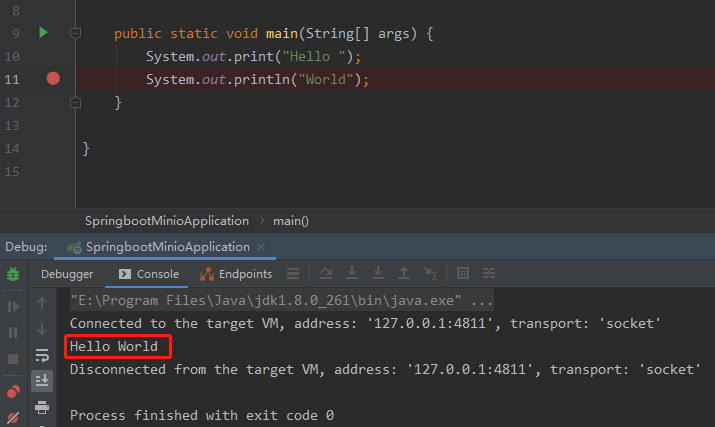 8
9 public static void main(String[] args) {
10 System.out.print("Hello ");
11 System.out.println("World");
12 }
13
14 }
15
SpringbootMinioApplication › main()
Debug: SpringbootMinioApplication ×
Debugger Console Endpoints
"E:\Program Files\Java\jdk1.8.0_261\bin\java.exe" ...
Connected to the target VM, address: '127.0.0.1:4811', transport: 'socket'
Hello World
Disconnected from the target VM, address: '127.0.0.1:4811', transport: 'socket'
Process finished with exit code 0